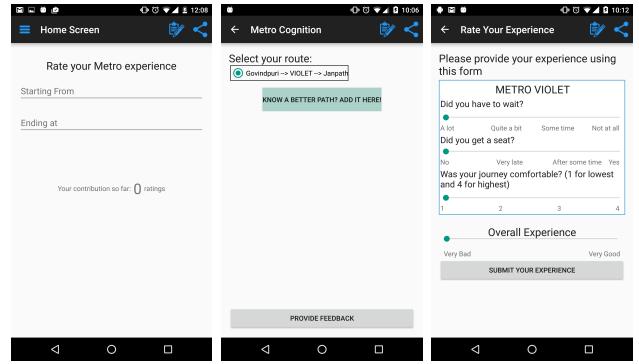 12:08
Home Screen
Rate your Metro experience
Starting From
Ending at
Your contribution so far: 0 ratings
10:06
Metro Cognition
Select your route:
Govindpuri --> VIOLET --> Janpath
KNOW A BETTER PATH? ADD IT HERE!
PROVIDE FEEDBACK
10:12
Rate Your Experience
Please provide your experience using
this form
METRO VIOLET
Did you have to wait?
A lot Quite a bit Some time Not at all
Did you get a seat?
No Very late After some time Yes
Was your journey comfortable? (1 for lowest
and 4 for highest)
1 2 3 4
Overall Experience
Very Bad Very Good
SUBMIT YOUR EXPERIENCE